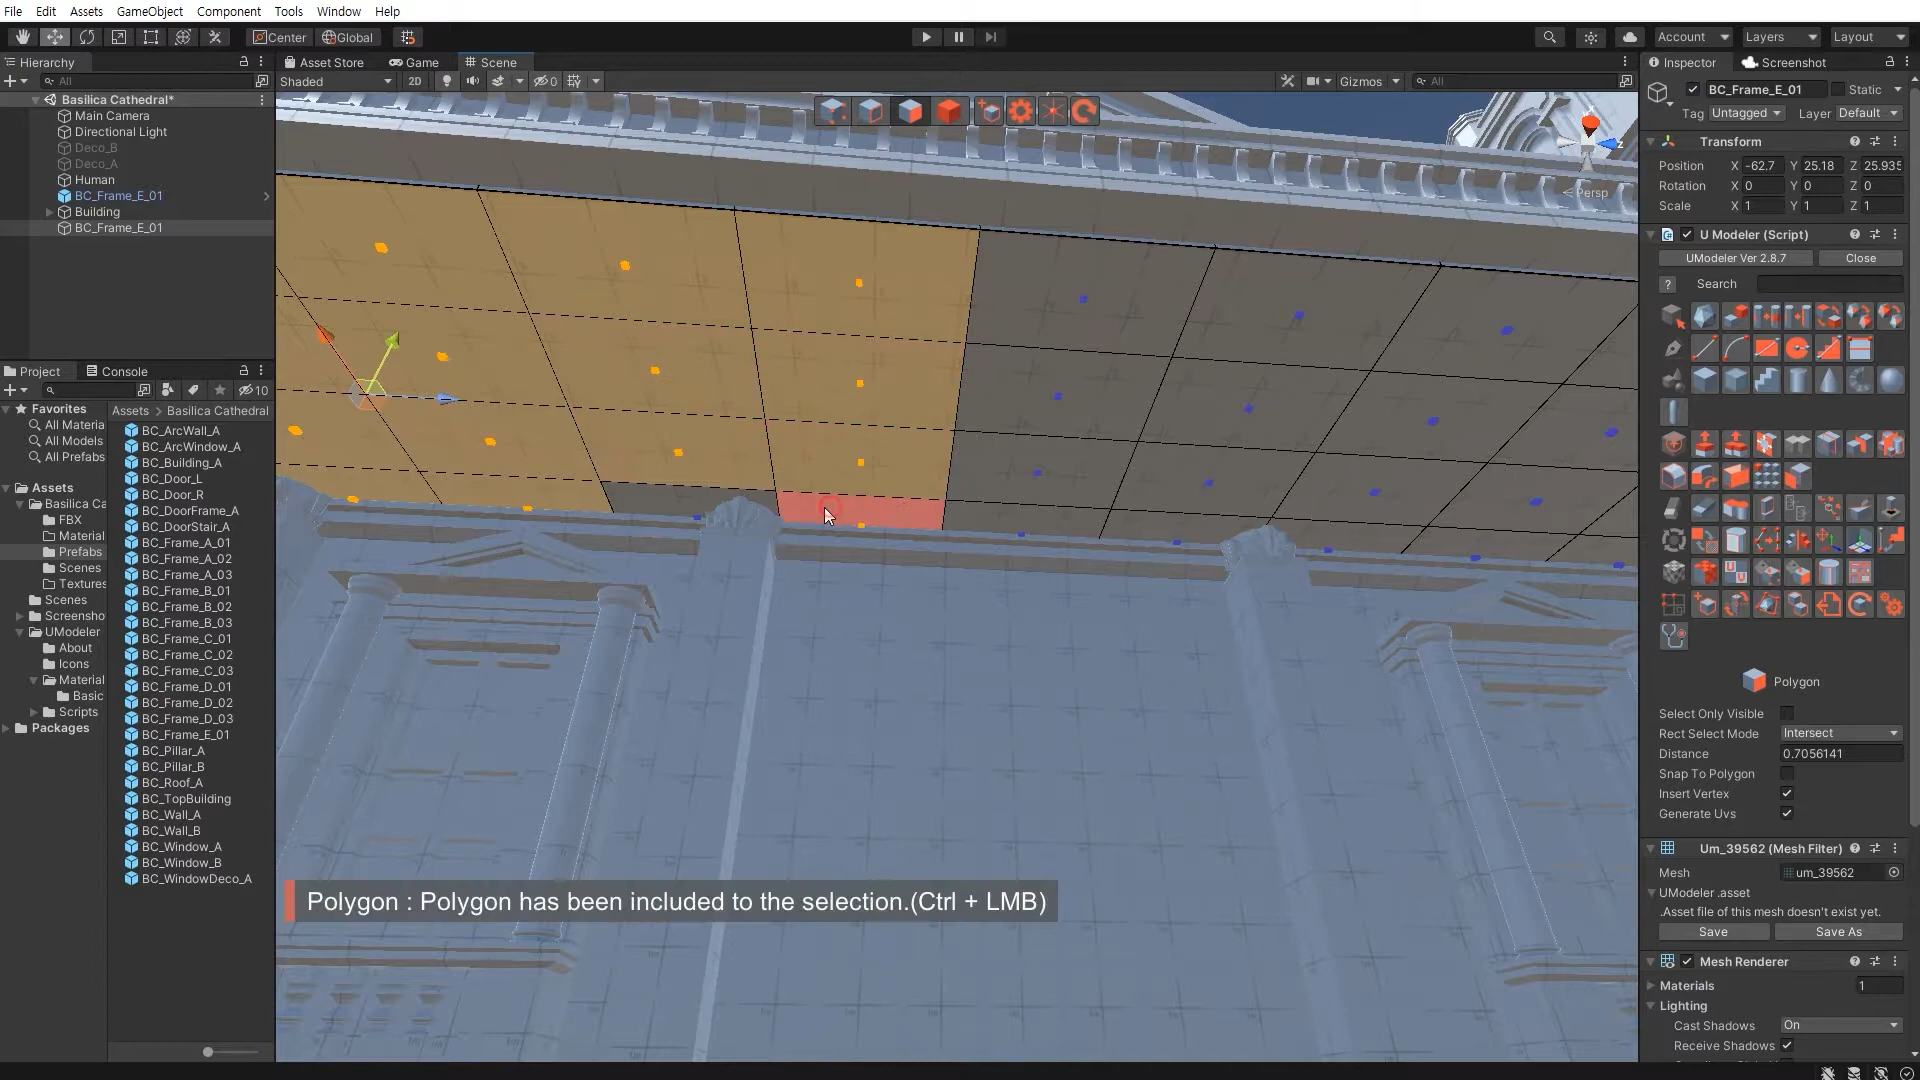 File Edit Assets GameObject Component Tools Window Help
Center Global
Account Layers Layout
Hierarchy
Asset Store Game Scene
Inspector Screenshot
All
Shaded 2D 0 Gizmos All
BC_Frame_E_01 Static
Tag Untagged Layer Default
Basilica Cathedral*
Main Camera
Directional Light
Deco_B
Deco_A
Human
BC_Frame_E_01
Building
BC_Frame_E_01
Persp
Transform
Position X -62.7 Y 25.18 Z 25.935
Rotation X 0 Y 0 Z 0
Scale X 1 Y 1 Z 1
U Modeler (Script)
UModeler Ver 2.8.7 Close
? Search
Project Console
10
Favorites
All Materia
All Models
All Prefabs
Assets
Basilica Ca
FBX
Material
Prefabs
Scenes
Textures
Scenes
Screensho
UModeler
About
Icons
Material
Basic
Scripts
Packages
Assets > Basilica Cathedral
BC_ArcWall_A
BC_ArcWindow_A
BC_Building_A
BC_Door_L
BC_Door_R
BC_DoorFrame_A
BC_DoorStair_A
BC_Frame_A_01
BC_Frame_A_02
BC_Frame_A_03
BC_Frame_B_01
BC_Frame_B_02
BC_Frame_B_03
BC_Frame_C_01
BC_Frame_C_02
BC_Frame_C_03
BC_Frame_D_01
BC_Frame_D_02
BC_Frame_D_03
BC_Frame_E_01
BC_Pillar_A
BC_Pillar_B
BC_Roof_A
BC_TopBuilding
BC_Wall_A
BC_Wall_B
BC_Window_A
BC_Window_B
BC_WindowDeco_A
Polygon : Polygon has been included to the selection.(Ctrl + LMB)
Polygon
Select Only Visible
Rect Select Mode Intersect
Distance 0.7056141
Snap To Polygon
Insert Vertex
Generate Uvs
Um_39562 (Mesh Filter)
Mesh um_39562
UModeler .asset
.Asset file of this mesh doesn't exist yet.
Save Save As
Mesh Renderer
Materials 1
Lighting
Cast Shadows On
Receive Shadows